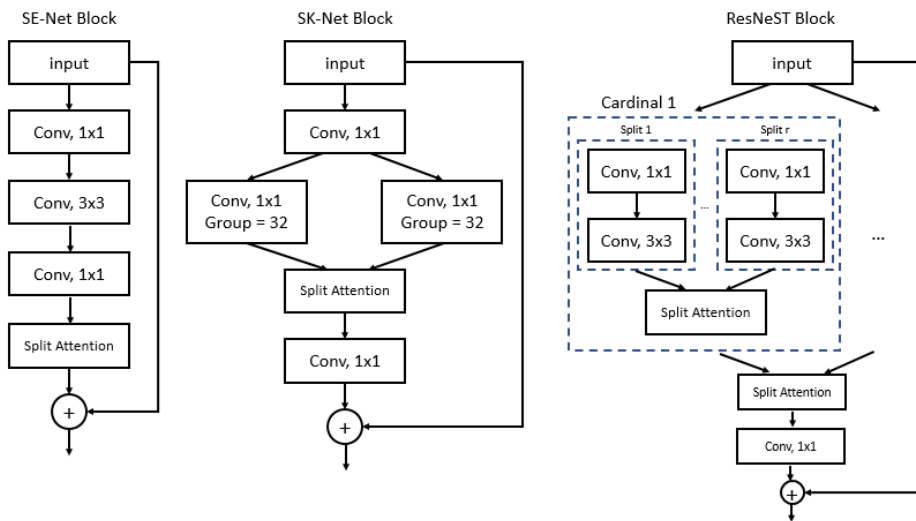 SE-Net Block
input
Conv, 1x1
Conv, 3x3
Conv, 1x1
Split Attention
+
SK-Net Block
input
Conv, 1x1
Conv, 1x1
Group = 32
Conv, 1x1
Group = 32
Split Attention
Conv, 1x1
+
ResNeST Block
input
Cardinal 1
Split 1
Conv, 1x1
Conv, 3x3
...
Split r
Conv, 1x1
Conv, 3x3
Split Attention
...
Split Attention
Conv, 1x1
+